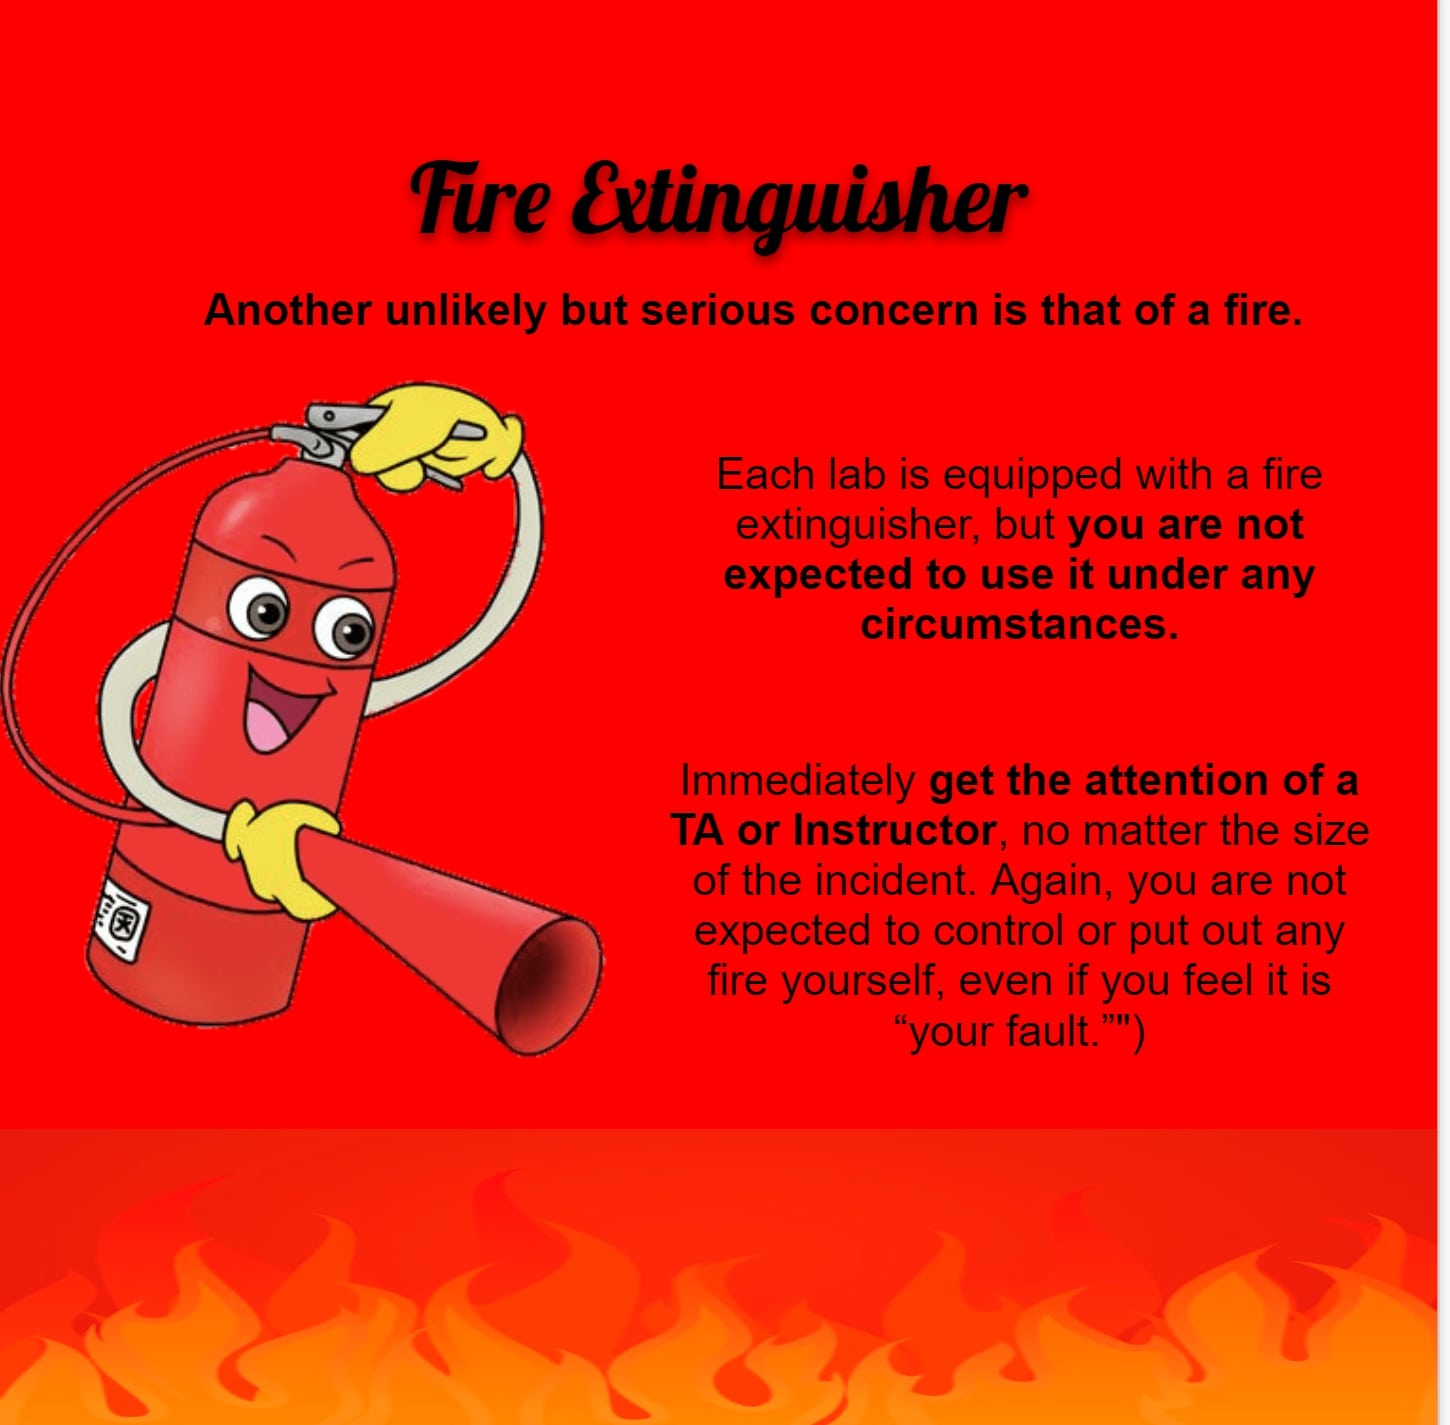 Fire Extinguisher
Another unlikely but serious concern is that of a fire.
Each lab is equipped with a fire
extinguisher, but you are not
expected to use it under any
circumstances.
Immediately get the attention of a
TA or Instructor, no matter the size
of the incident. Again, you are not
expected to control or put out any
fire yourself, even if you feel it is
“your fault.”")